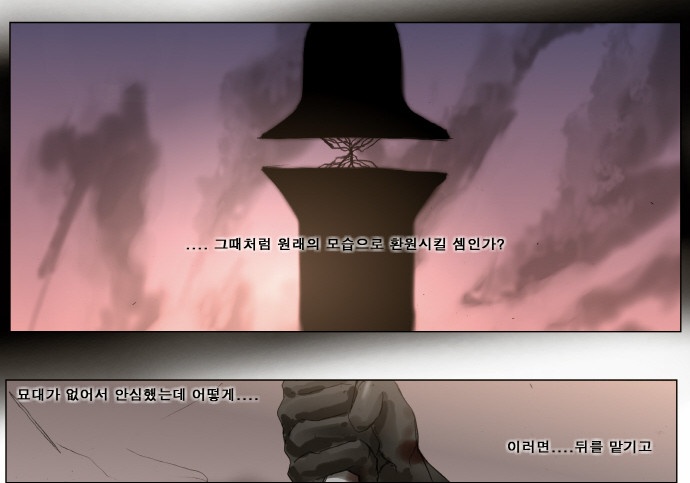 .... 그때처럼 원래의 모습으로 환원시킬 셈인가?
묘대가 없어서 안심했는데 어떻게....
이러면....뒤를 맡기고